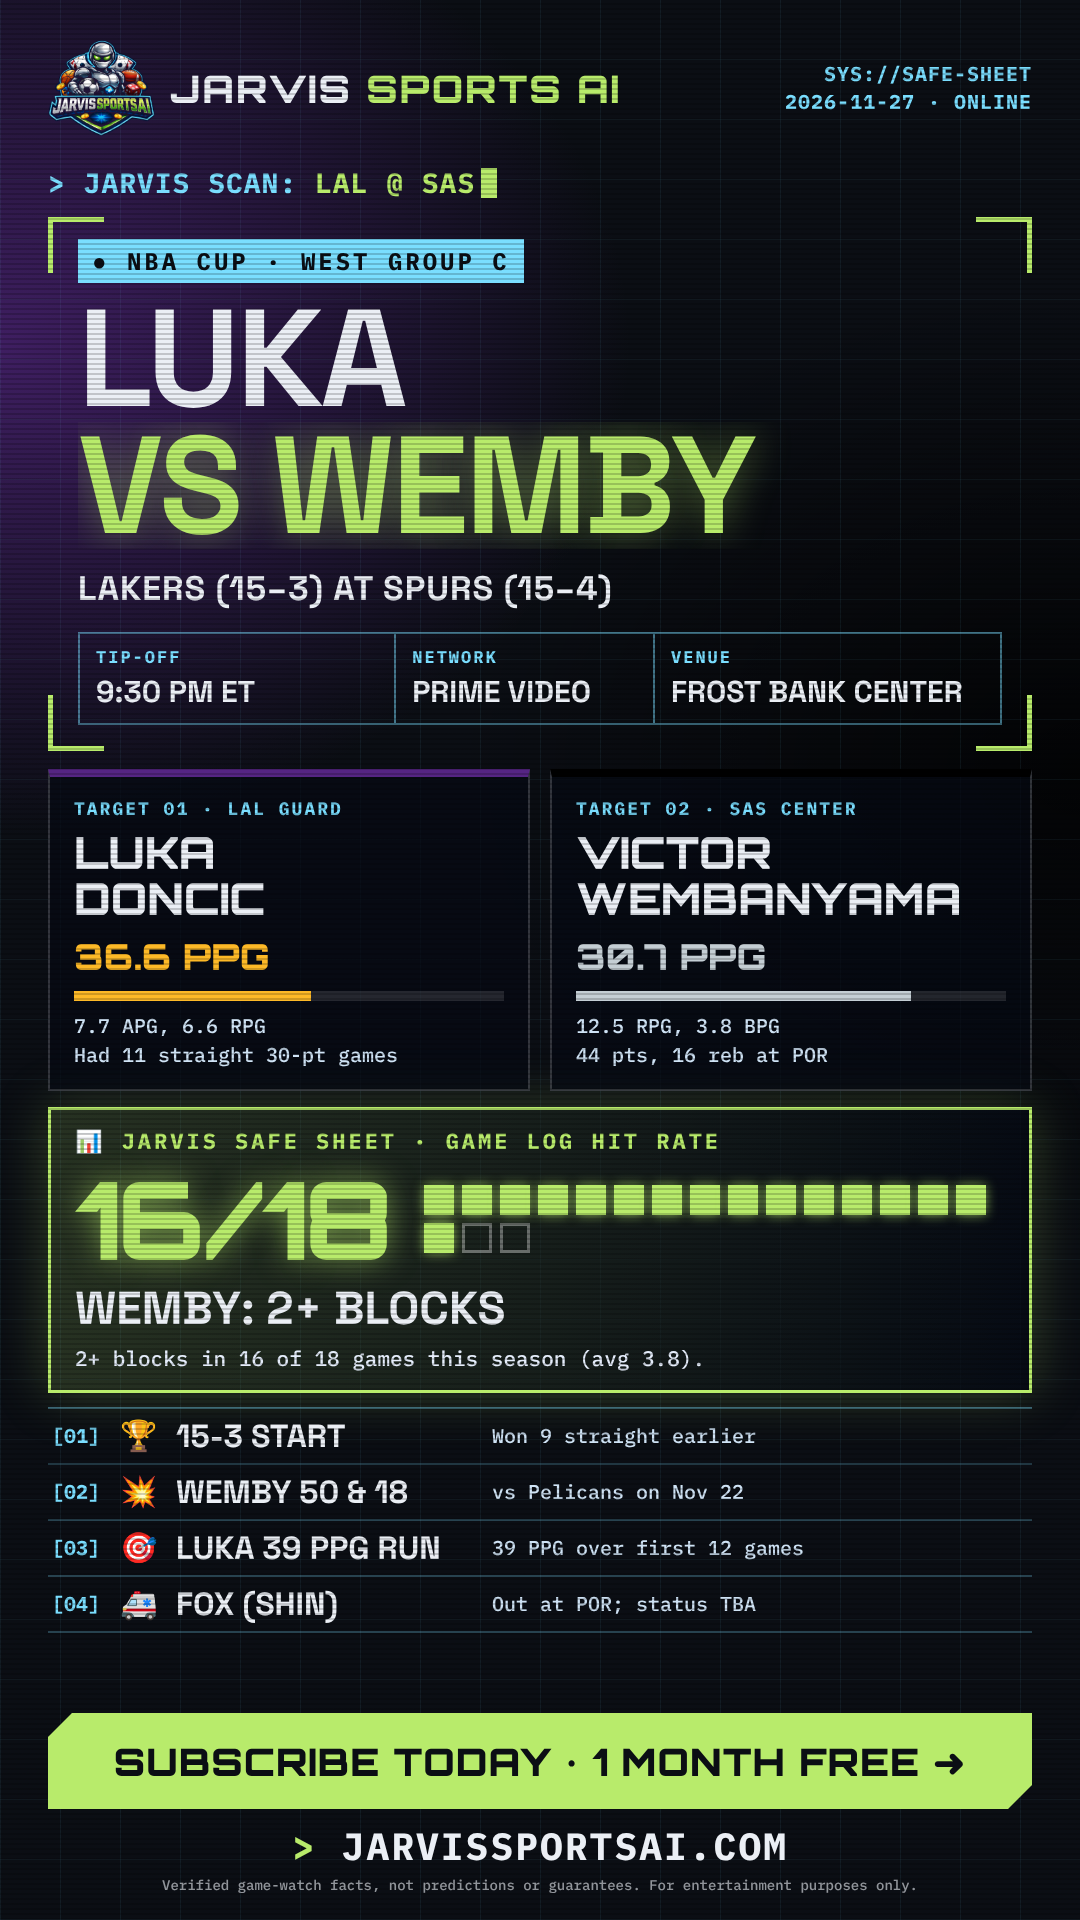 JARVISSPORTSAI
JARVIS SPORTS AI
SYS://SAFE-SHEET
2026-11-27 · ONLINE
> JARVIS SCAN: LAL @ SAS
● NBA CUP · WEST GROUP C
LUKA
VS WEMBY
LAKERS (15–3) AT SPURS (15–4)
TIP-OFF
9:30 PM ET
NETWORK
PRIME VIDEO
VENUE
FROST BANK CENTER
TARGET 01 · LAL GUARD
LUKA
DONCIC
36.6 PPG
7.7 APG, 6.6 RPG
Had 11 straight 30-pt games
TARGET 02 · SAS CENTER
VICTOR
WEMBANYAMA
30.7 PPG
12.5 RPG, 3.8 BPG
44 pts, 16 reb at POR
📊 JARVIS SAFE SHEET · GAME LOG HIT RATE
16/18
WEMBY: 2+ BLOCKS
2+ blocks in 16 of 18 games this season (avg 3.8).
[01] 🏆 15-3 START Won 9 straight earlier
[02] 💥 WEMBY 50 & 18 vs Pelicans on Nov 22
[03] 🎯 LUKA 39 PPG RUN 39 PPG over first 12 games
[04] 🚑 FOX (SHIN) Out at POR; status TBA
SUBSCRIBE TODAY · 1 MONTH FREE ➜
> JARVISSPORTSAI.COM
Verified game-watch facts, not predictions or guarantees. For entertainment purposes only.